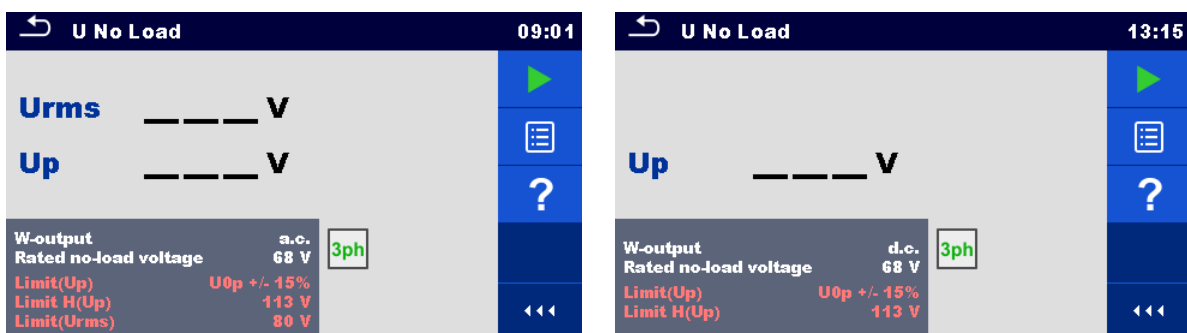 U No Load 09:01
Urms ___ V
Up ___ V
?
W-output a.c.
Rated no-load voltage 68 V
Limit(Up) U0p +/- 15%
Limit H(Up) 113 V
Limit(Urms) 80 V
3ph
U No Load 13:15
Up ___ V
?
W-output d.c.
Rated no-load voltage 68 V
Limit(Up) U0p +/- 15%
Limit H(Up) 113 V
3ph